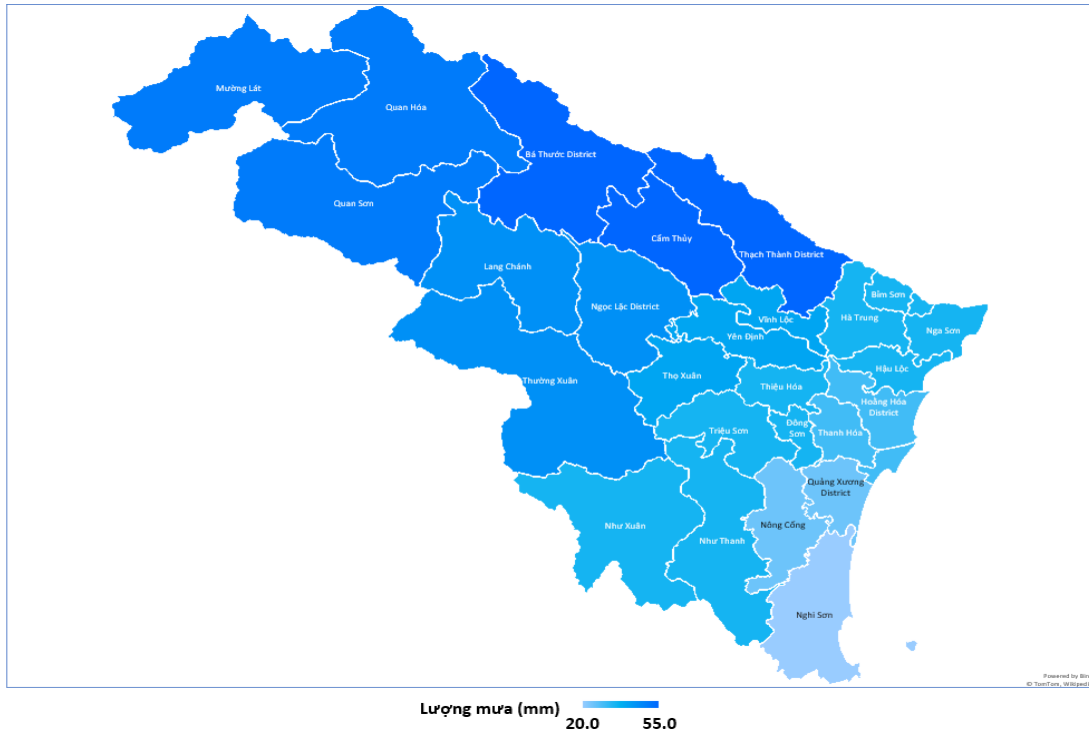 Mường Lát
Quan Hóa
Bá Thước District
Quan Sơn
Cẩm Thủy
Thạch Thành District
Lang Chánh
Bỉm Sơn
Ngọc Lặc District
Hà Trung
Vĩnh Lộc
Nga Sơn
Yên Định
Hậu Lộc
Thọ Xuân
Thường Xuân
Thiệu Hóa
Hoằng Hóa
District
Đông
Sơn
Triệu Sơn
Thanh Hóa
Quảng Xương
District
Như Xuân
Nông Cống
Như Thanh
Nghi Sơn
Powered by Bin
© TomTom, Wikipedi
Lượng mưa (mm)
20.0
55.0